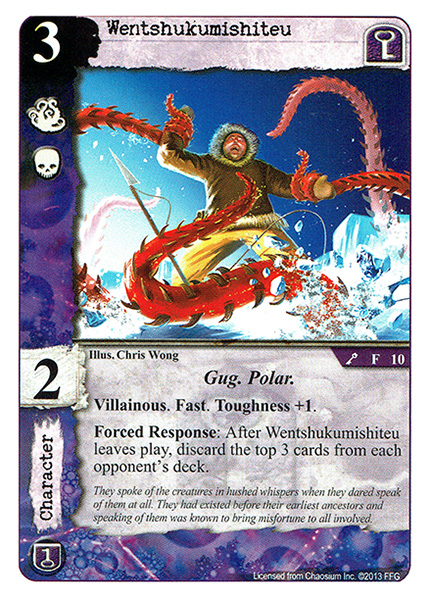 3
Wentshukumishiteu
Illus. Chris Wong
F 10
2
Gug. Polar.
Villainous. Fast. Toughness +1.
Forced Response: After Wentshukumishiteu
leaves play, discard the top 3 cards from each
opponent's deck.
Character
They spoke of the creatures in hushed whispers when they dared speak
of them at all. They had existed before their earliest ancestors and
speaking of them was known to bring misfortune to all involved.
1
Licensed from Chaosium Inc. ©2013 FFG